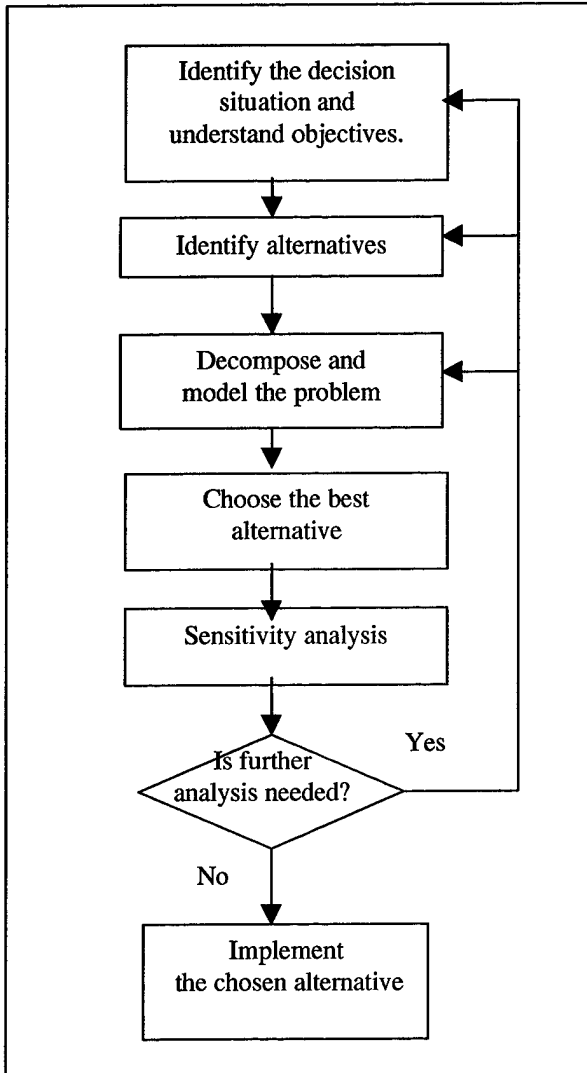 Identify the decision
situation and
understand objectives.
Identify alternatives
Decompose and
model the problem
Choose the best
alternative
Sensitivity analysis
Yes
Is further
analysis needed?
No
Implement
the chosen alternative